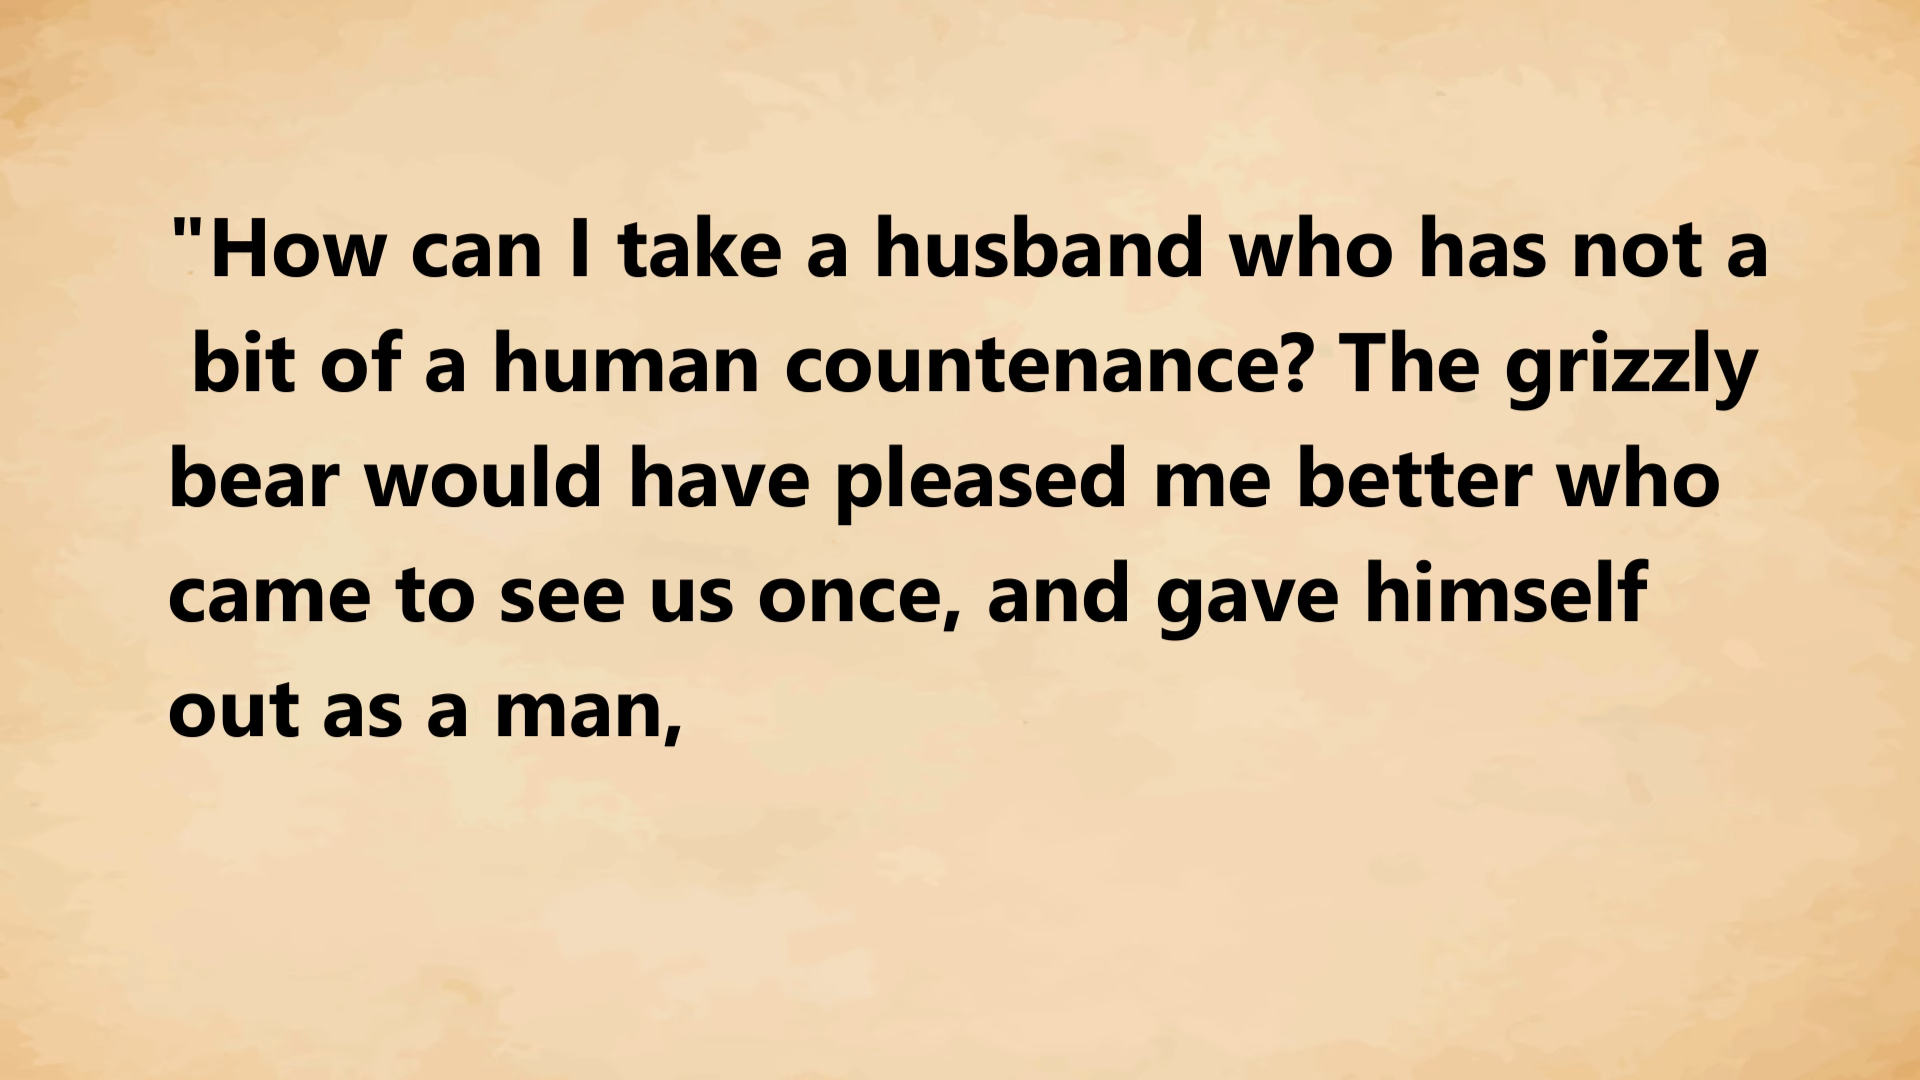 "How can I take a husband who has not a
bit of a human countenance? The grizzly
bear would have pleased me better who
came to see us once, and gave himself
out as a man,